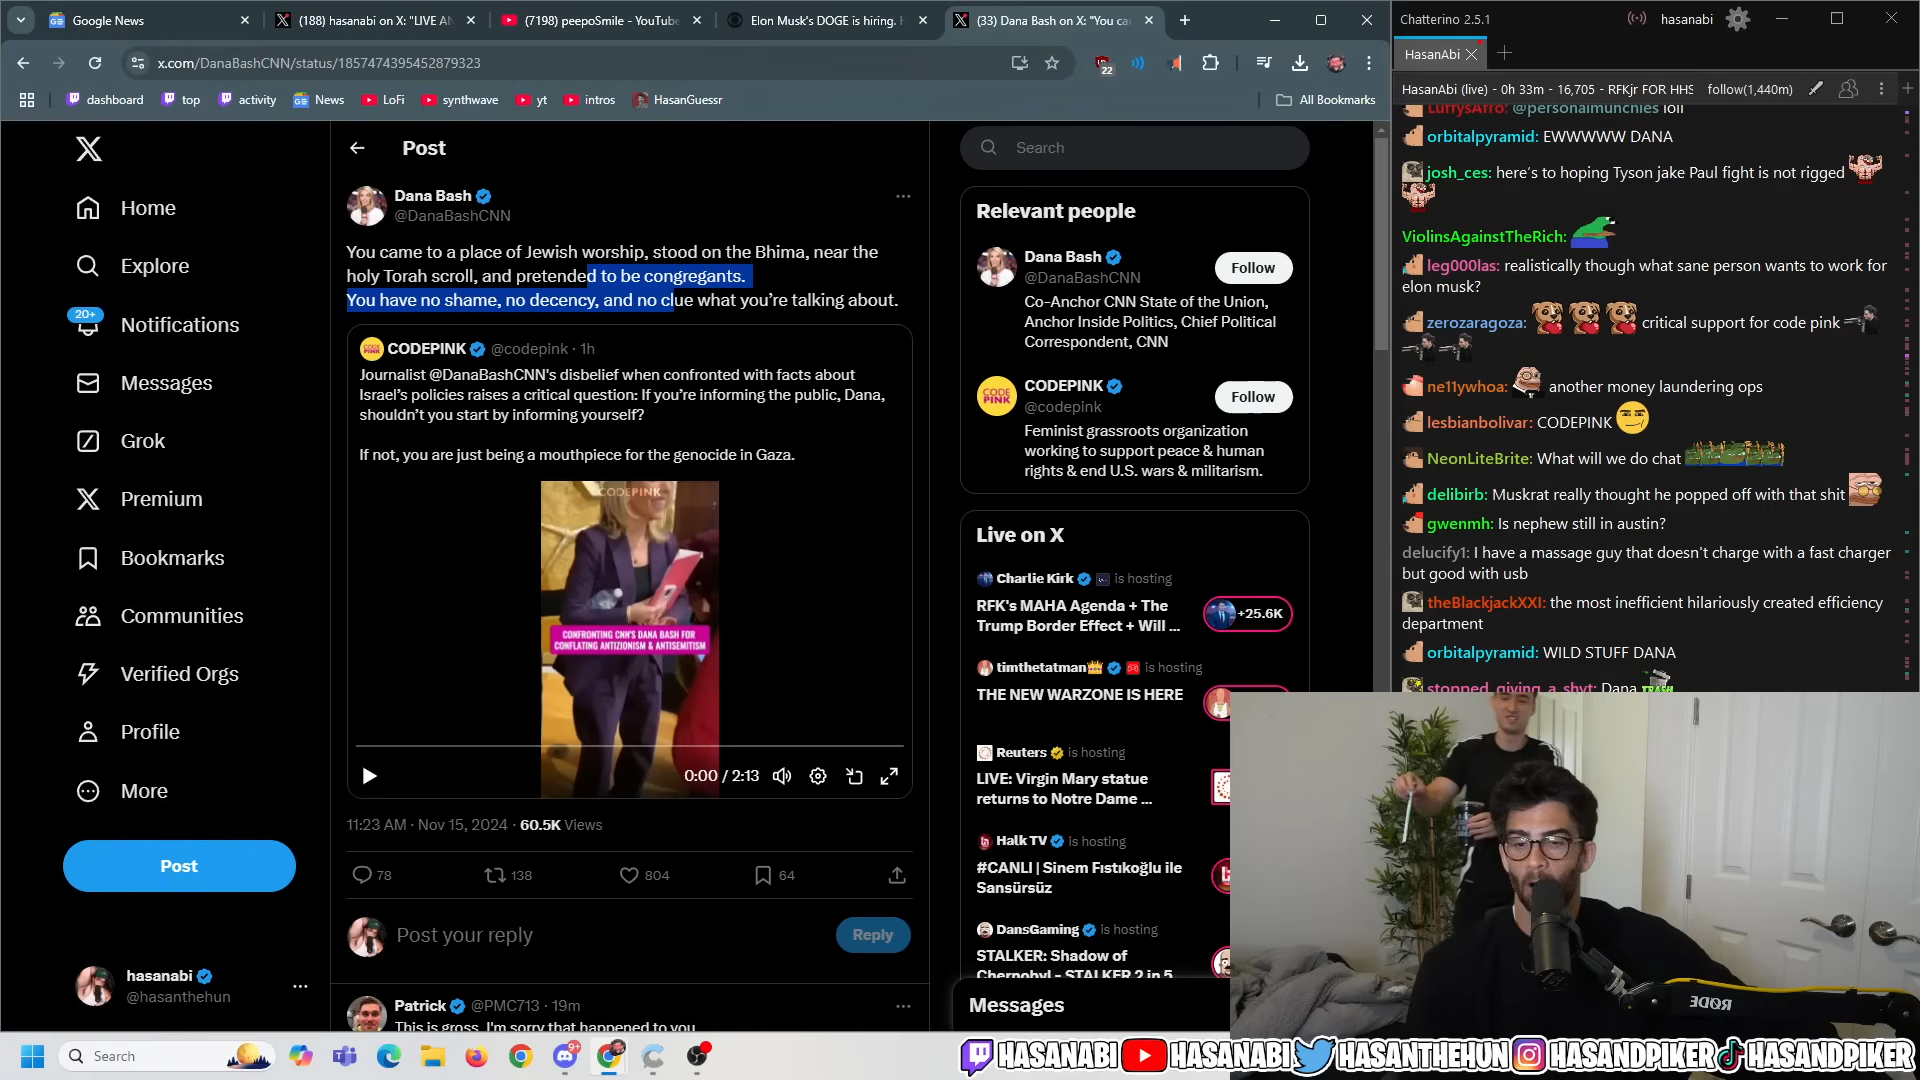 Google News
(188) hasanabi on X: "LIVE AN
(7198) peepoSmile - YouTube
Elon Musk's DOGE is hiring. H
(33) Dana Bash on X: "You ca
x.com/DanaBashCNN/status/1857474395452879323
22
dashboard
top
activity
News
LoFi
synthwave
yt
intros
HasanGuessr
All Bookmarks
Home
Explore
20+
Notifications
Messages
Grok
Premium
Bookmarks
Communities
Verified Orgs
Profile
More
Post
hasanabi
@hasanthehun
Post
Dana Bash
@DanaBashCNN
You came to a place of Jewish worship, stood on the Bhima, near the
holy Torah scroll, and pretended to be congregants.
You have no shame, no decency, and no clue what you're talking about.
CODEPINK @codepink · 1h
Journalist @DanaBashCNN's disbelief when confronted with facts about
Israel's policies raises a critical question: If you're informing the public, Dana,
shouldn't you start by informing yourself?
If not, you are just being a mouthpiece for the genocide in Gaza.
CODEPINK
CONFRONTING CNN'S DANA BASH FOR
CONFLATING ANTIZIONISM & ANTISEMITISM
0:00 / 2:13
11:23 AM · Nov 15, 2024 · 60.5K Views
78
138
804
64
Post your reply
Reply
Patrick @PMC713 · 19m
This is gross. I'm sorry that happened to you
Search
Relevant people
Dana Bash
@DanaBashCNN
Follow
Co-Anchor CNN State of the Union,
Anchor Inside Politics, Chief Political
Correspondent, CNN
CODEPINK
@codepink
Follow
Feminist grassroots organization
working to support peace & human
rights & end U.S. wars & militarism.
Live on X
Charlie Kirk is hosting
RFK's MAHA Agenda + The
Trump Border Effect + Will ...
+25.6K
timthetatman is hosting
THE NEW WARZONE IS HERE
Reuters is hosting
LIVE: Virgin Mary statue
returns to Notre Dame ...
Halk TV is hosting
#CANLI | Sinem Fıstıkoğlu ile
Sansürsüz
DansGaming is hosting
STALKER: Shadow of
Chernobyl - STALKER 2 in 5
Messages
Chatterino 2.5.1
hasanabi
HasanAbi
HasanAbi (live) - 0h 33m - 16,705 - RFKjr FOR HHS
follow(1,440m)
LuffysAfro: @personalmunchies loll
orbitalpyramid: EWWWWW DANA
josh_ces: here's to hoping Tyson jake Paul fight is not rigged
ViolinsAgainstTheRich:
leg000las: realistically though what sane person wants to work for
elon musk?
zerozaragoza: critical support for code pink
ne11ywhoa: another money laundering ops
lesbianbolivar: CODEPINK
NeonLiteBrite: What will we do chat
delibirb: Muskrat really thought he popped off with that shit
gwenmh: Is nephew still in austin?
delucify1: I have a massage guy that doesn't charge with a fast charger
but good with usb
theBlackjackXXI: the most inefficient hilariously created efficiency
department
orbitalpyramid: WILD STUFF DANA
stopped_giving_a_shyt: Dana TRASH
RØDE
Search
9+
HASANABI HASANABI HASANTHEHUN HASANDPIKER HASANDPIKER